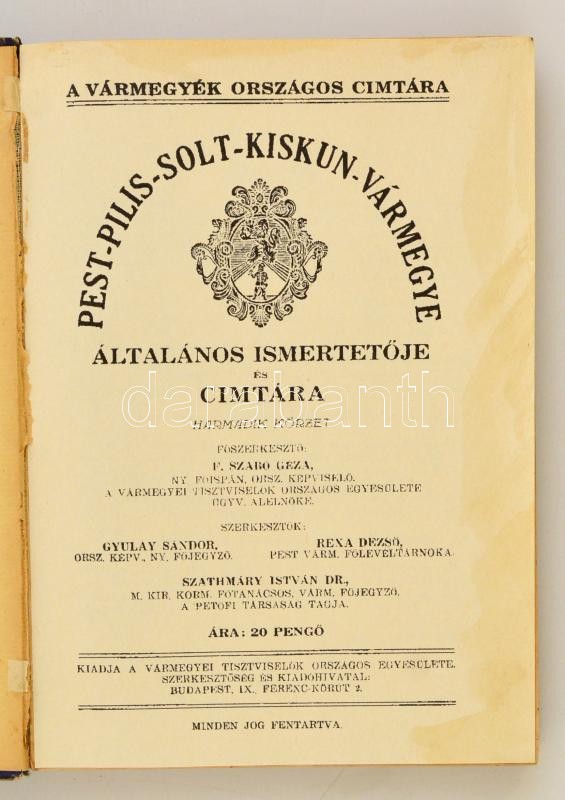 A VÁRMEGYÉK ORSZÁGOS CIMTÁRA
PEST-PILIS-SOLT-KISKUN-VÁRMEGYE
ÁLTALÁNOS ISMERTETŐJE
ÉS
CIMTÁRA
HARMADIK KÖRZET
FŐSZERKESZTŐ:
F. SZABÓ GÉZA,
NY. FŐISPÁN, ORSZ. KÉPVISELŐ.
A VÁRMEGYEI TISZTVISELŐK ORSZÁGOS EGYESÜLETE
ÜGYV. ALELNÖKE.
SZERKESZTŐK:
GYULAY SÁNDOR,
ORSZ. KÉPV., NY. FŐJEGYZŐ.
REXA DEZSŐ,
PEST VÁRM. FŐLEVÉLTÁRNOKA.
SZATHMÁRY ISTVÁN DR.,
M. KIR. KORM. FŐTANÁCSOS, VÁRM. FŐJEGYZŐ,
A PETŐFI TÁRSASÁG TAGJA.
ÁRA: 20 PENGŐ
KIADJA A VÁRMEGYEI TISZTVISELŐK ORSZÁGOS EGYESÜLETE.
SZERKESZTŐSÉG ÉS KIADÓHIVATAL:
BUDAPEST, IX., FERENC-KÖRUT 2.
MINDEN JOG FENTARTVA.
darabanth